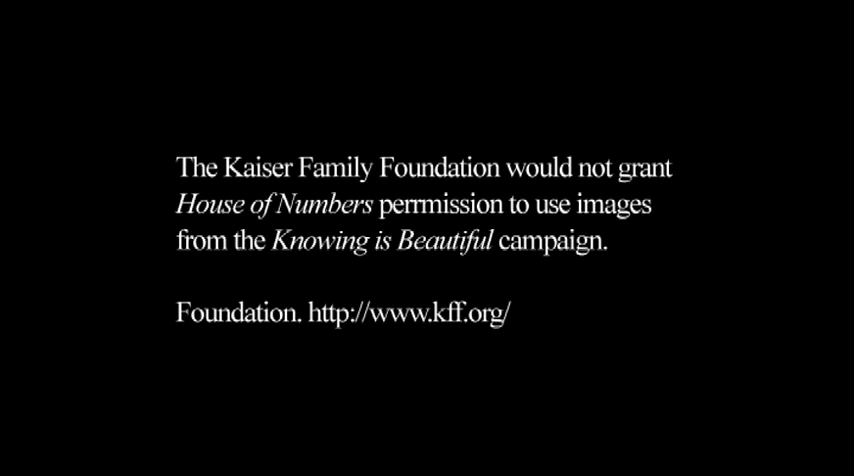 The Kaiser Family Foundation would not grant
House of Numbers perrmission to use images
from the Knowing is Beautiful campaign.
Foundation. http://www.kff.org/